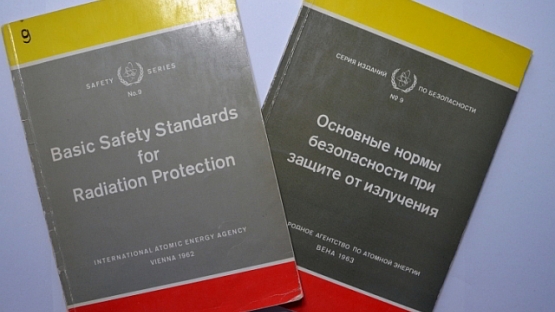 9
SAFETY SERIES
No. 9
Basic Safety Standards
for
Radiation Protection
INTERNATIONAL ATOMIC ENERGY AGENCY
VIENNA 1962
СЕРИЯ ИЗДАНИЙ ПО БЕЗОПАСНОСТИ
№ 9
Основные нормы
безопасности при
защите от излучения
РОДНОЕ АГЕНТСТВО ПО АТОМНОЙ ЭНЕРГИИ
ВЕНА 1963